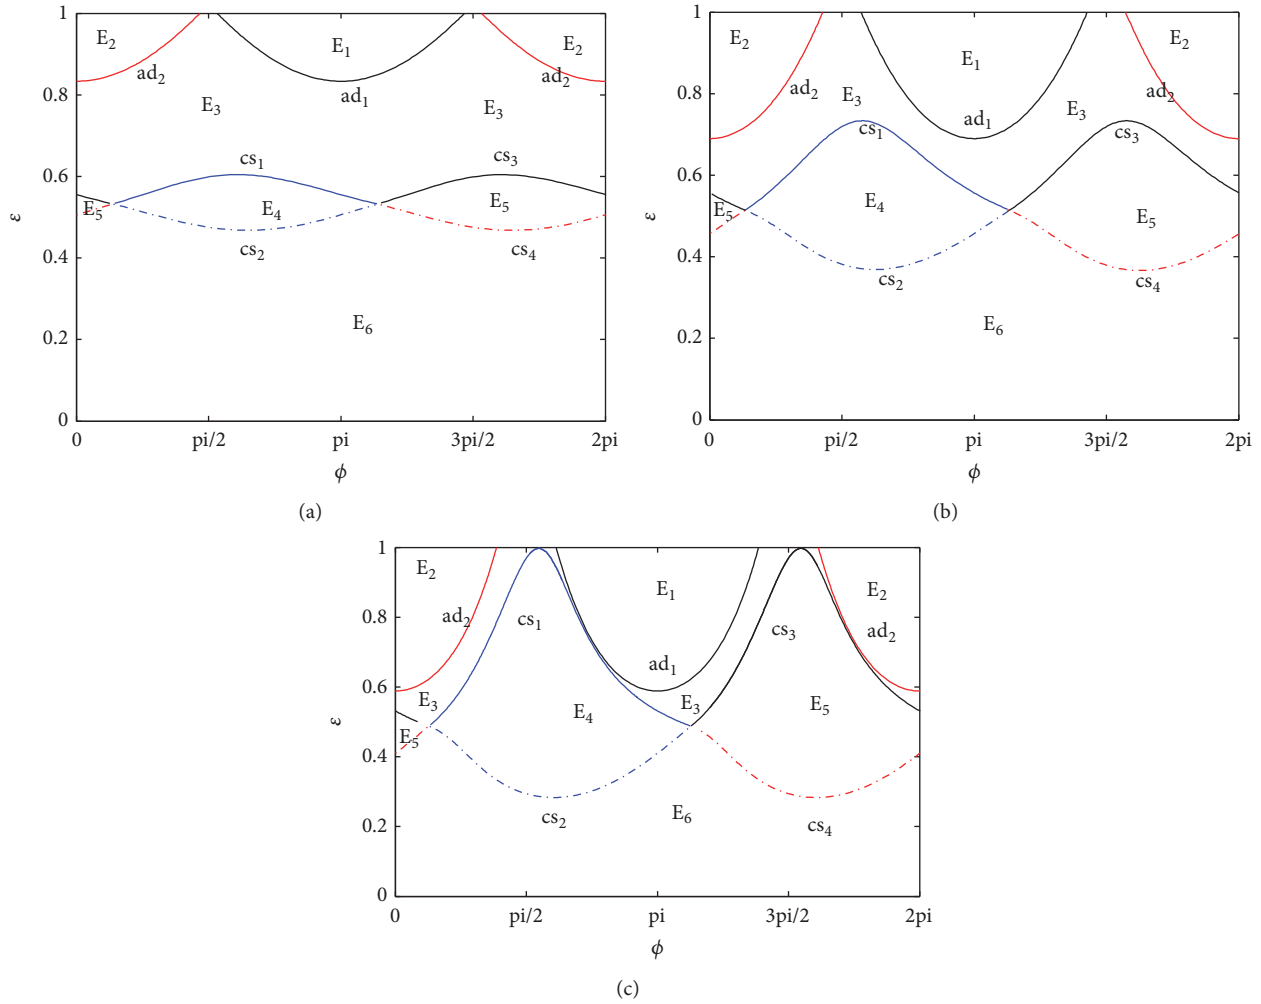 1
0.8
0.6
ε
0.4
0.2
0
E2
ad2
E1
ad1
E2
ad2
E3
E3
cs1
cs3
E5
E4
E5
cs2
cs4
E6
0
pi/2
pi
3pi/2
2pi
ϕ
(a)
1
0.8
0.6
ε
0.4
0.2
0
E2
ad2
E3
E1
ad1
E3
E2
ad2
cs1
cs3
E5
E4
E5
cs2
cs4
E6
0
pi/2
pi
3pi/2
2pi
ϕ
(b)
1
0.8
0.6
ε
0.4
0.2
0
E2
ad2
cs1
E1
ad1
cs3
E2
ad2
E3
E3
E5
E4
E5
cs2
E6
cs4
0
pi/2
pi
3pi/2
2pi
ϕ
(c)